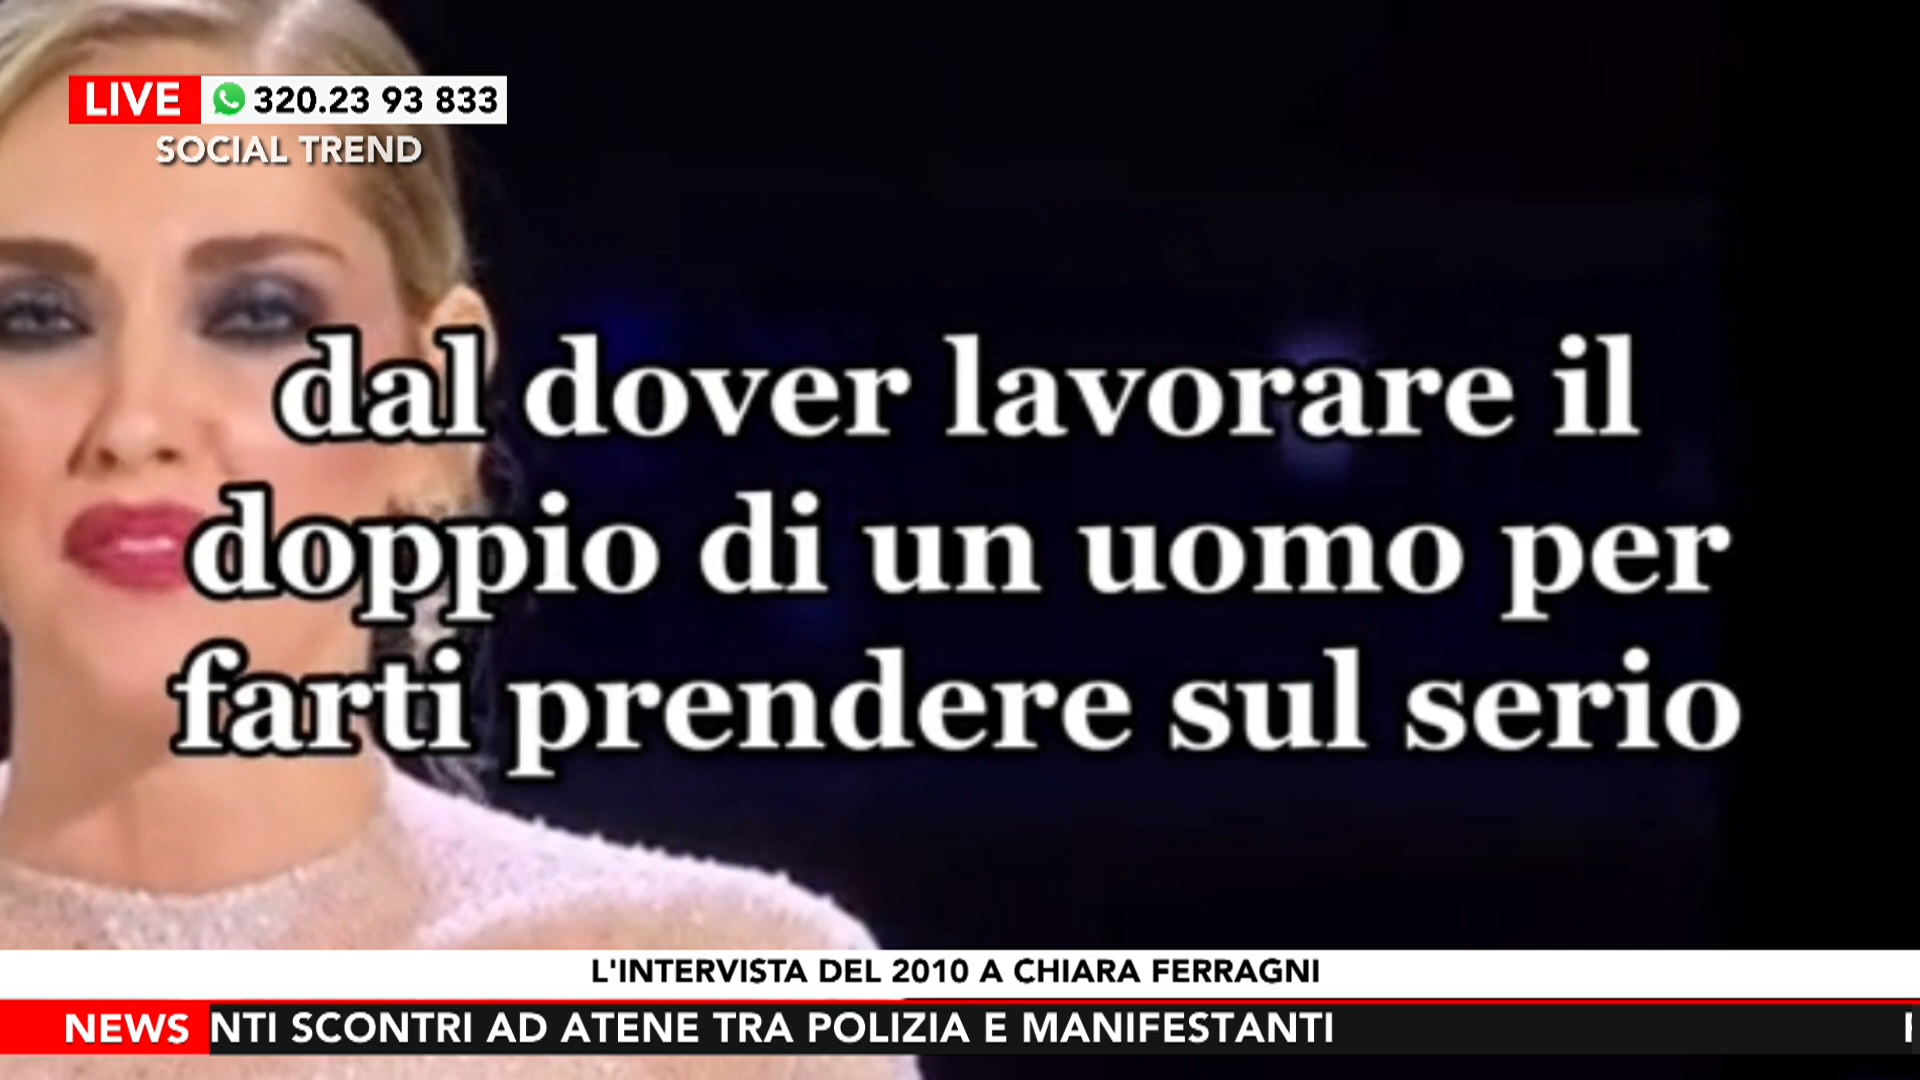 LIVE 320.23 93 833
SOCIAL TREND
dal dover lavorare il
doppio di un uomo per
farti prendere sul serio
L'INTERVISTA DEL 2010 A CHIARA FERRAGNI
NEWS NTI SCONTRI AD ATENE TRA POLIZIA E MANIFESTANTI